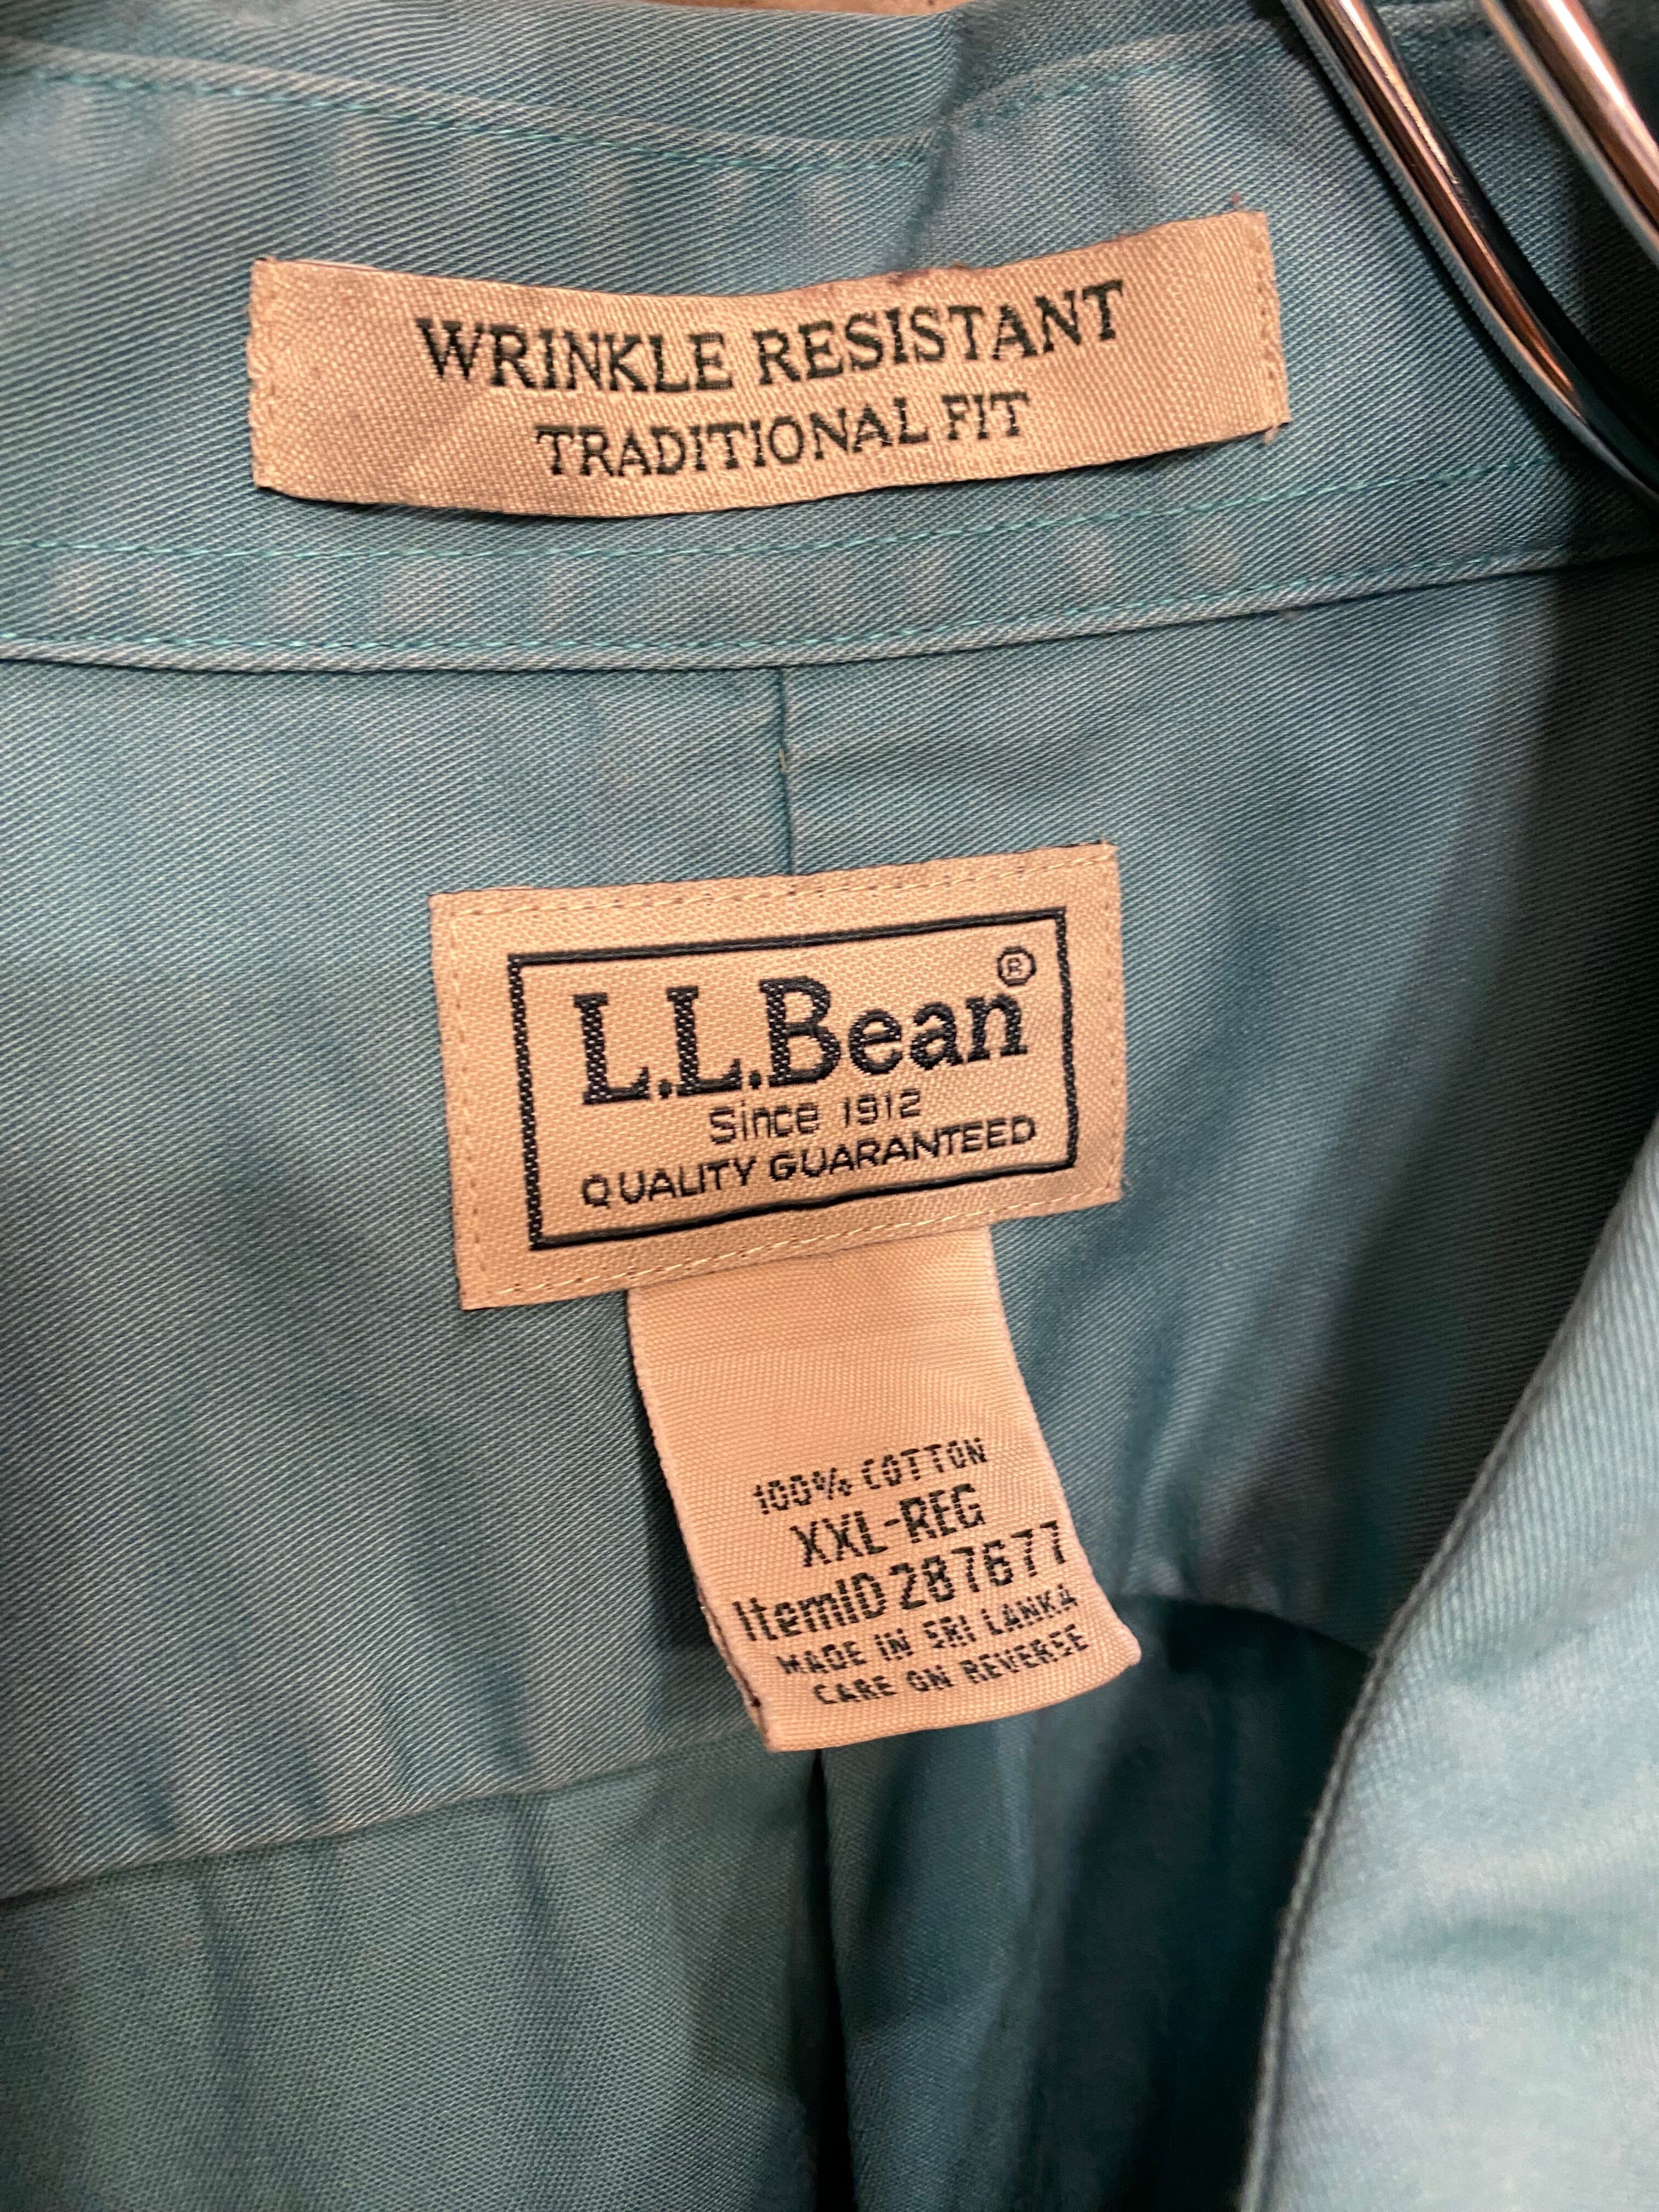 WRINKLE RESISTANT
TRADITIONAL FIT
L.L.Bean®
Since 1912
QUALITY GUARANTEED
100% COTTON
XXL-REG
ItemID 287677
MADE IN SRI LANKA
CARE ON REVERSE